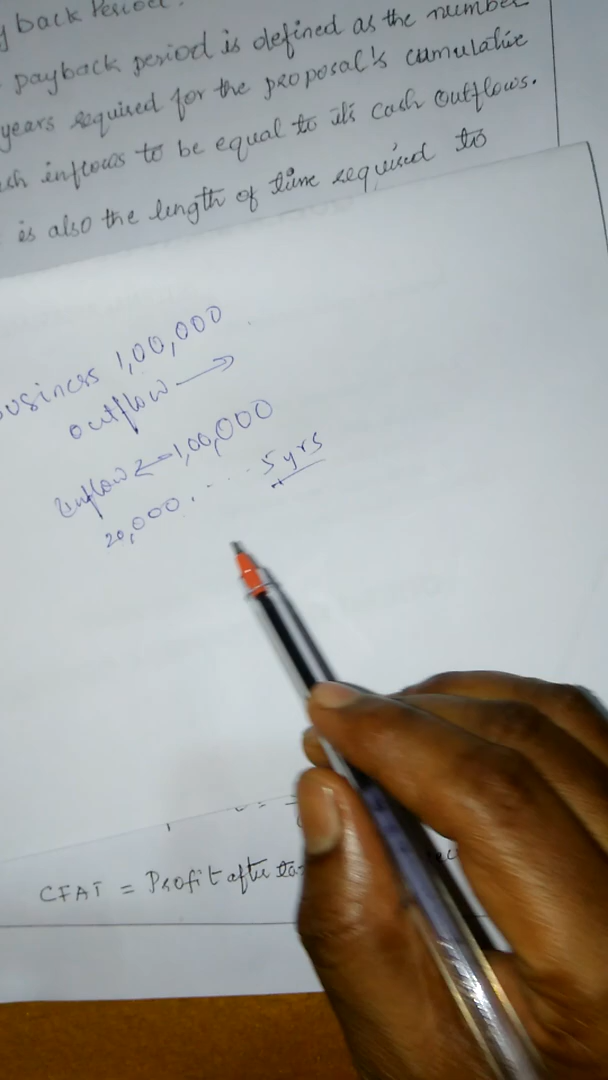 y back Period.
payback period is defined as the number
years required for the proposal's cumulative
sh inflows to be equal to its cash outflows.
is also the length of time required to
business 1,00,000
outflow →
Inflow ← 1,00,000
20,000. . . . . 5 yrs
CFAT = Profit after ta